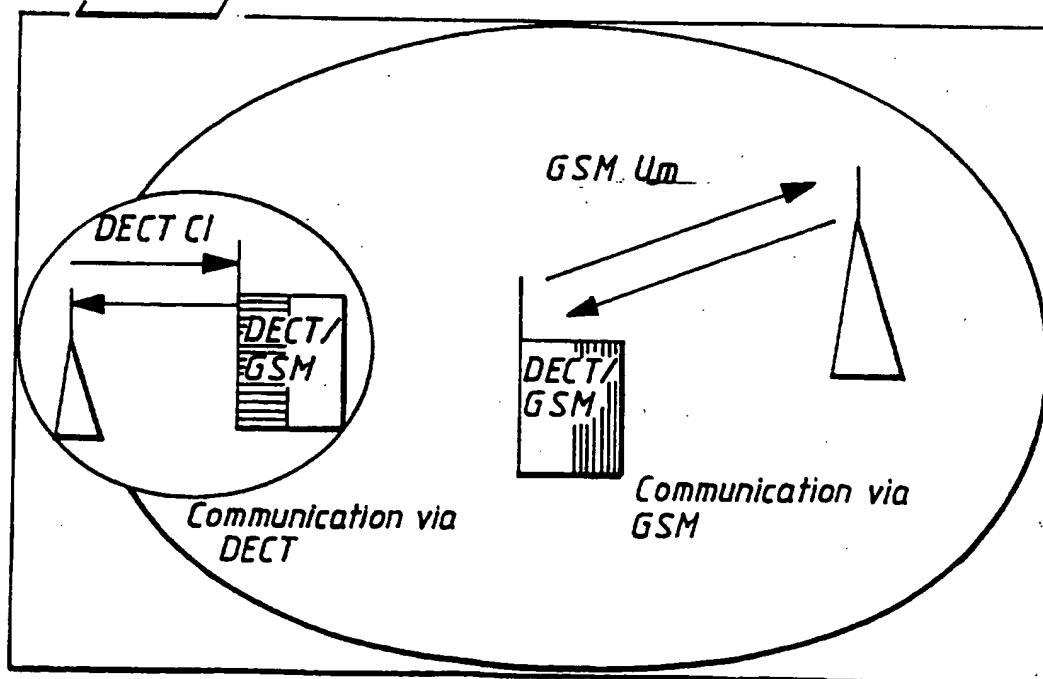 GSM Um
DECT CI
DECT/
GSM
DECT/
GSM
Communication via
GSM
Communication via
DECT